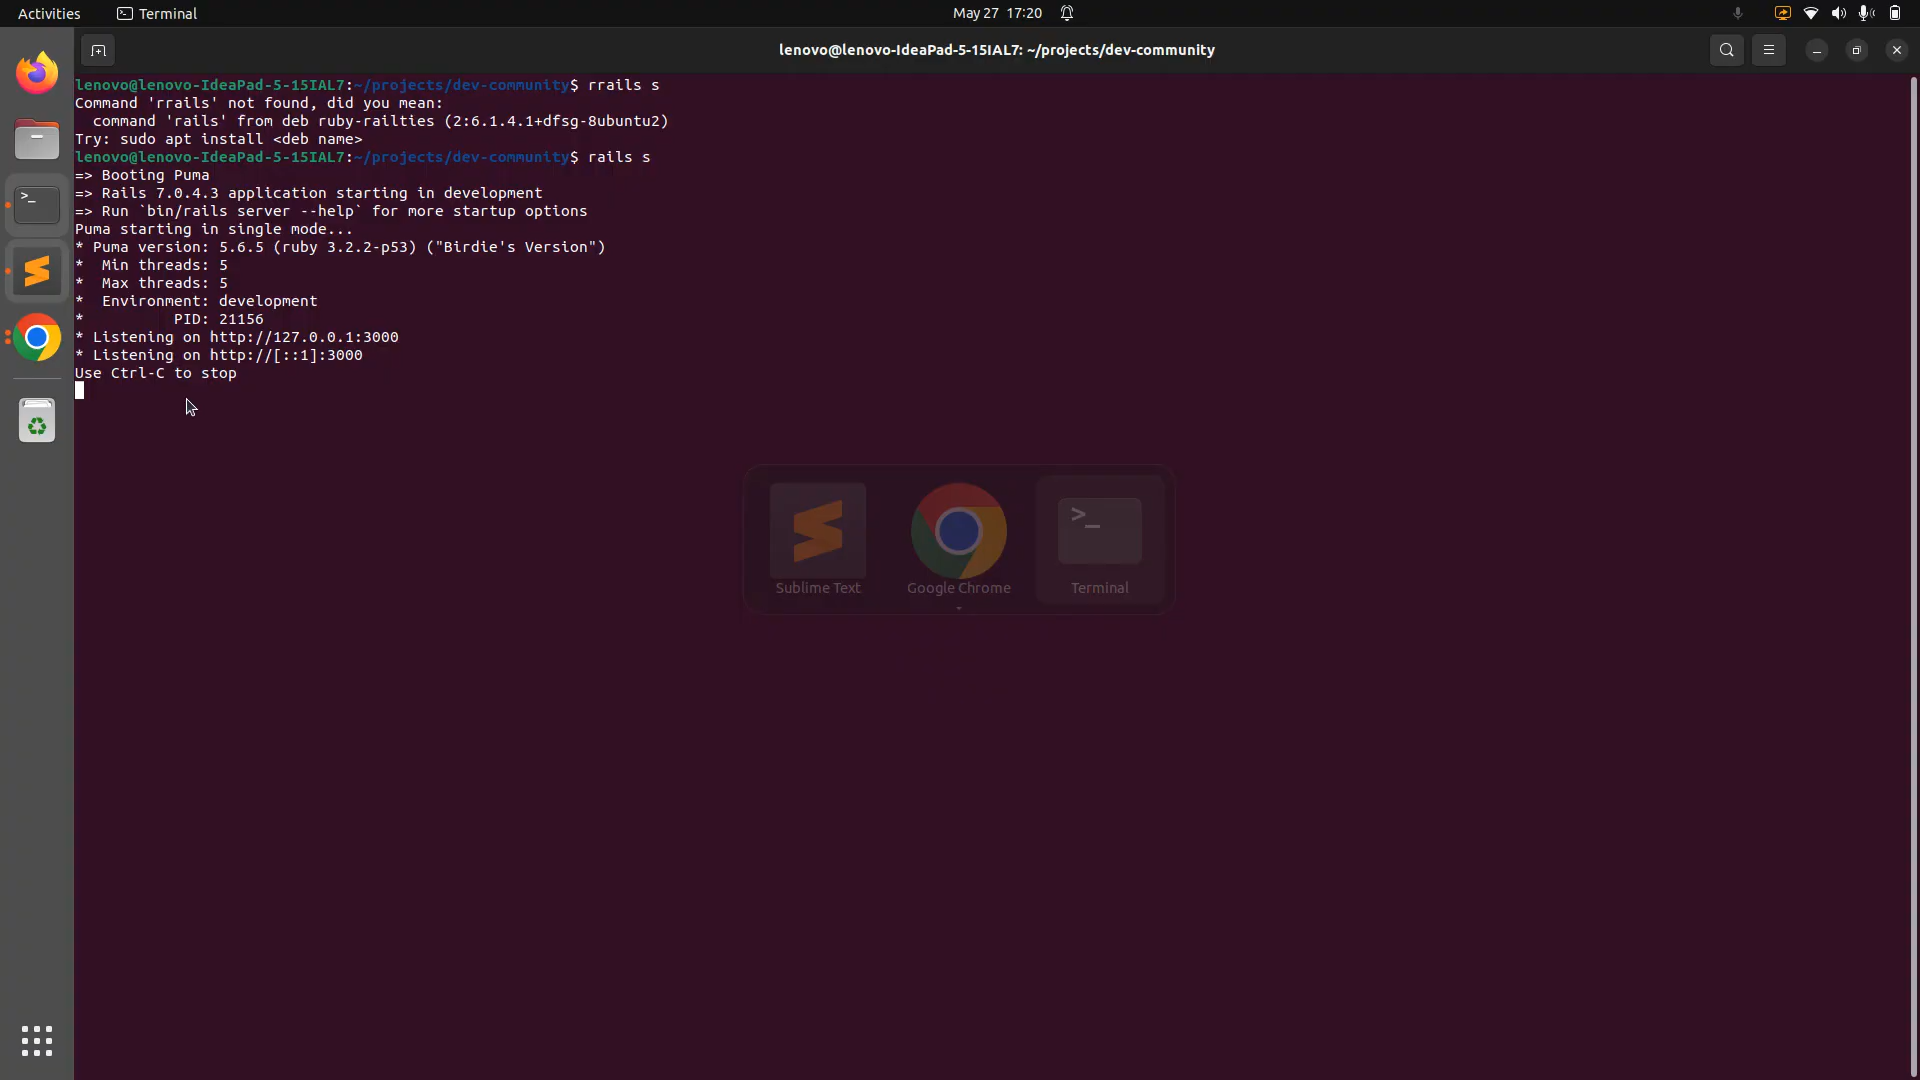 Activities Terminal May 27 17:20
lenovo@lenovo-IdeaPad-5-15IAL7: ~/projects/dev-community
lenovo@lenovo-IdeaPad-5-15IAL7:~/projects/dev-community$ rrails s
Command 'rrails' not found, did you mean:
  command 'rails' from deb ruby-railties (2:6.1.4.1+dfsg-8ubuntu2)
Try: sudo apt install <deb name>
lenovo@lenovo-IdeaPad-5-15IAL7:~/projects/dev-community$ rails s
=> Booting Puma
=> Rails 7.0.4.3 application starting in development
=> Run `bin/rails server --help` for more startup options
Puma starting in single mode...
* Puma version: 5.6.5 (ruby 3.2.2-p53) ("Birdie's Version")
*  Min threads: 5
*  Max threads: 5
*  Environment: development
*          PID: 21156
* Listening on http://127.0.0.1:3000
* Listening on http://[::1]:3000
Use Ctrl-C to stop
Sublime Text Google Chrome Terminal